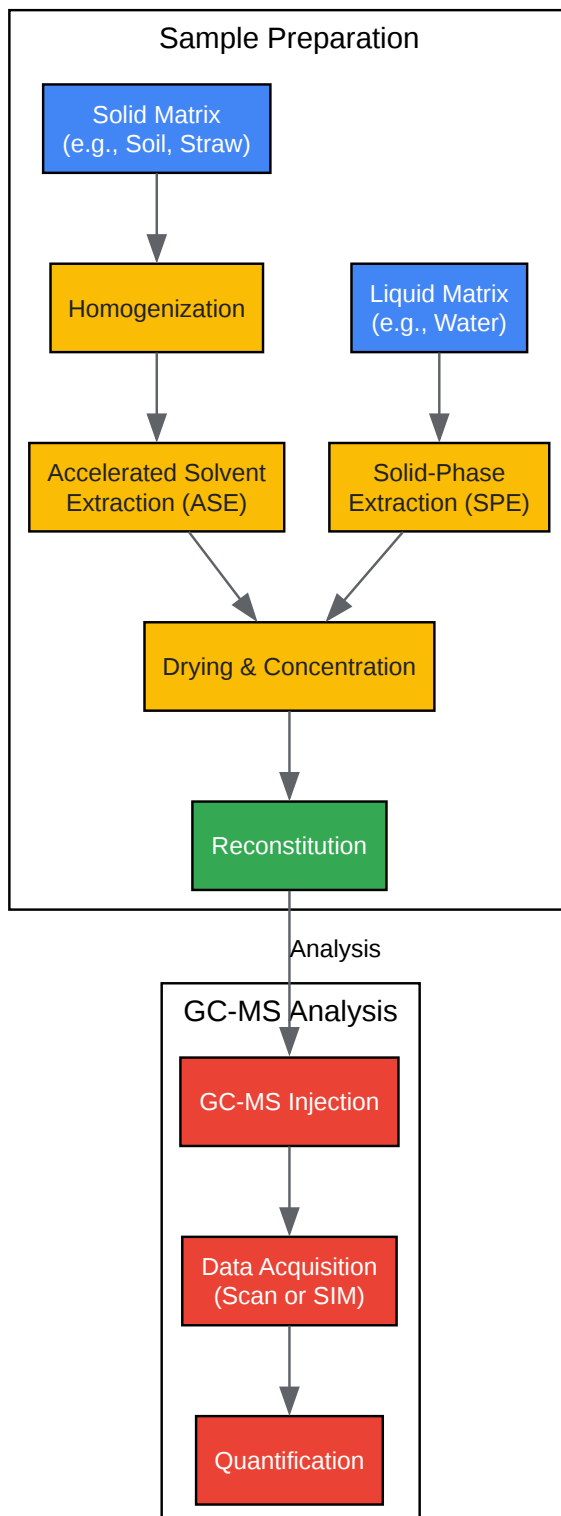 Sample Preparation
Solid Matrix
(e.g., Soil, Straw)
Homogenization
Liquid Matrix
(e.g., Water)
Accelerated Solvent
Extraction (ASE)
Solid-Phase
Extraction (SPE)
Drying & Concentration
Reconstitution
Analysis
GC-MS Analysis
GC-MS Injection
Data Acquisition
(Scan or SIM)
Quantification